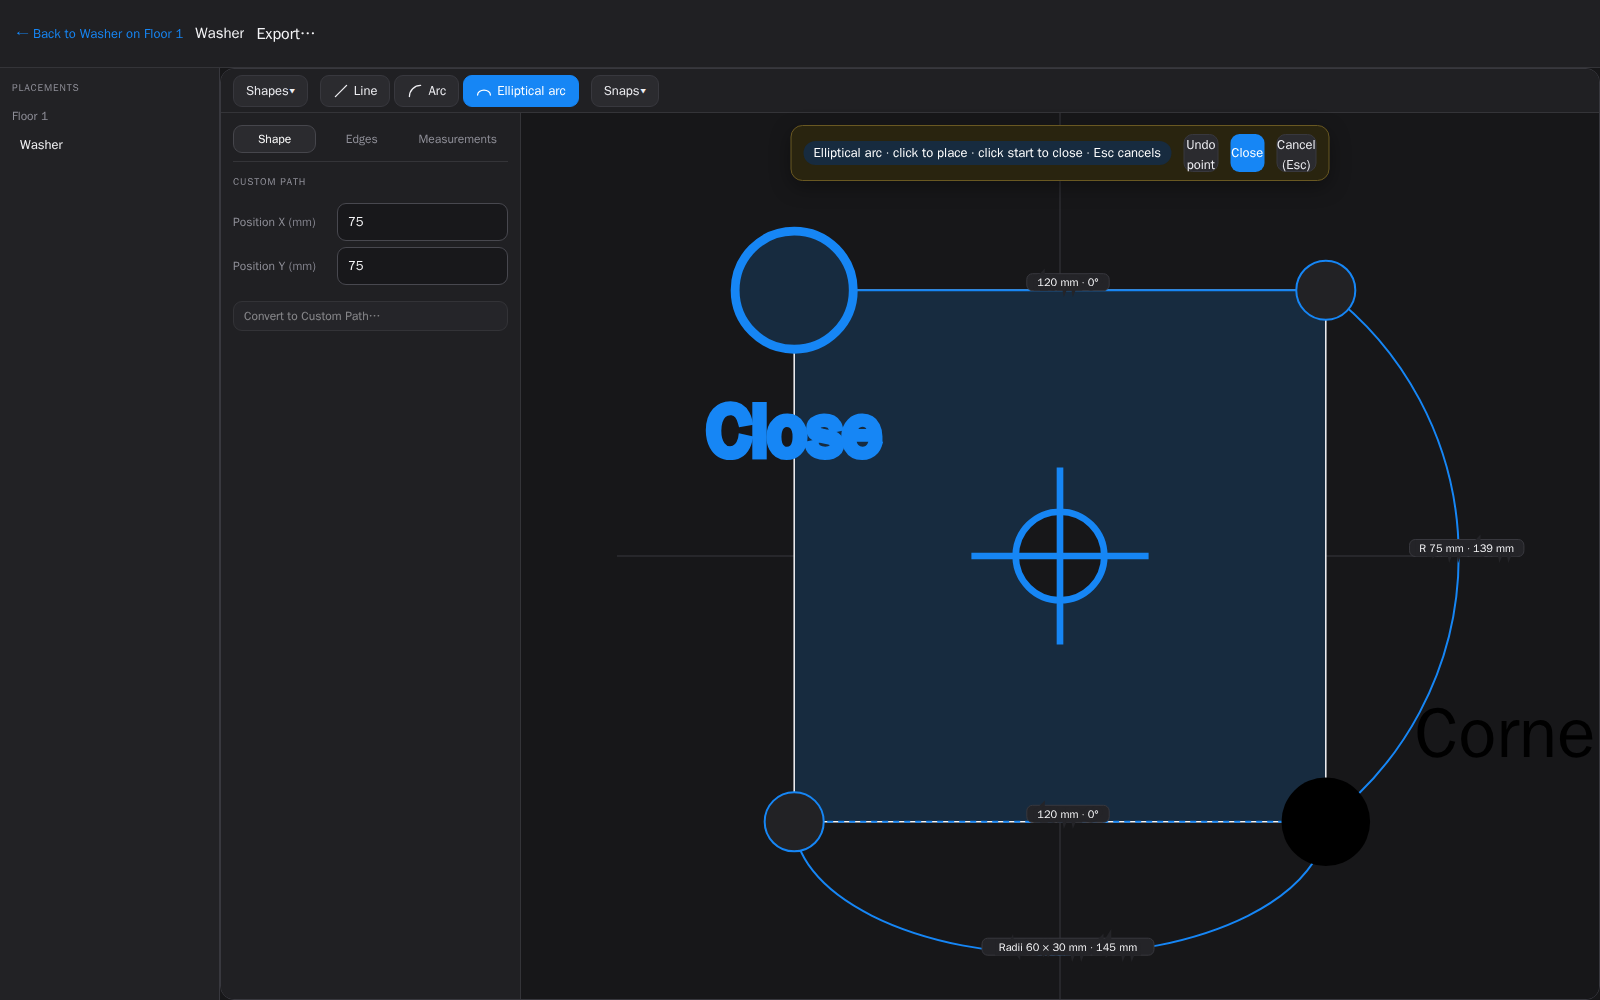 ← Back to Washer on Floor 1 Washer Export···
PLACEMENTS
Floor 1
Washer
Shapes▾ Line Arc Elliptical arc Snaps▾
Shape Edges Measurements
CUSTOM PATH
Position X (mm) 75
Position Y (mm) 75
Convert to Custom Path···
Elliptical arc · click to place · click start to close · Esc cancels
Undo point
Close
Cancel (Esc)
120 mm · 0°
Close
R 75 mm · 139 mm
Corne
120 mm · 0°
Radii 60 × 30 mm · 145 mm